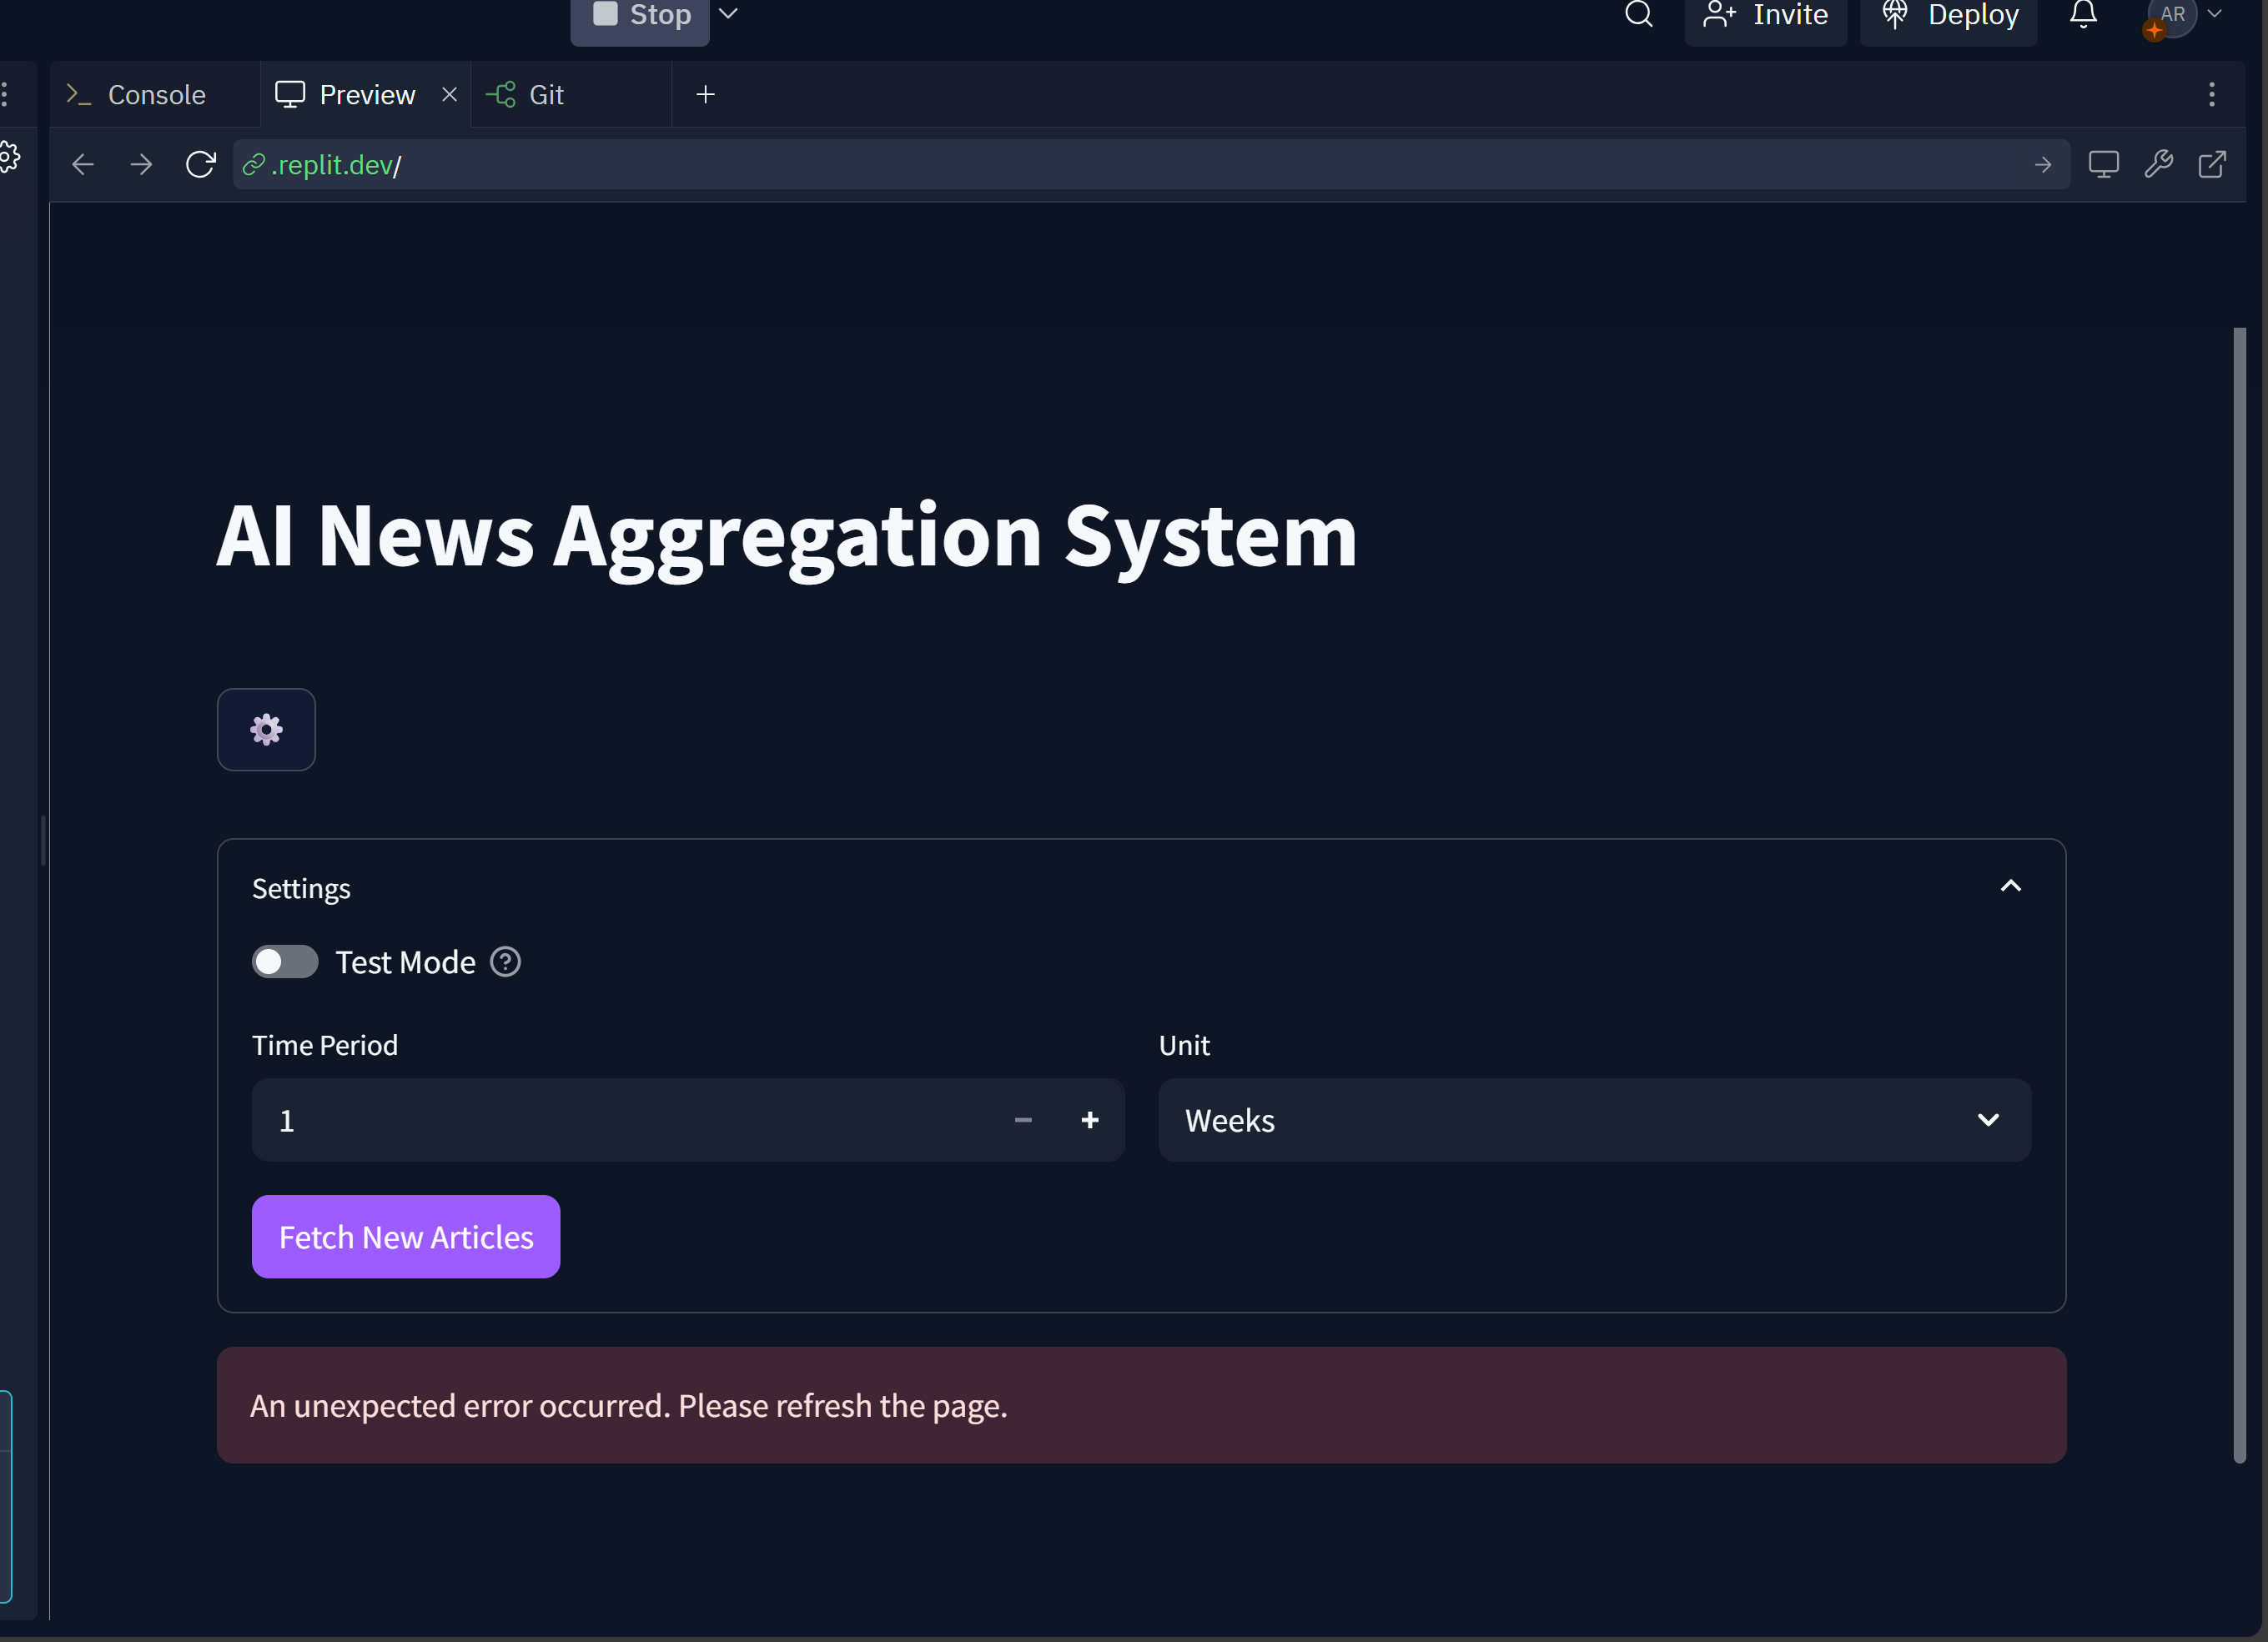 Stop
Invite
Deploy
AR
Console
Preview
Git
.replit.dev/
AI News Aggregation System
Settings
Test Mode
Time Period
Unit
1
Weeks
Fetch New Articles
An unexpected error occurred. Please refresh the page.